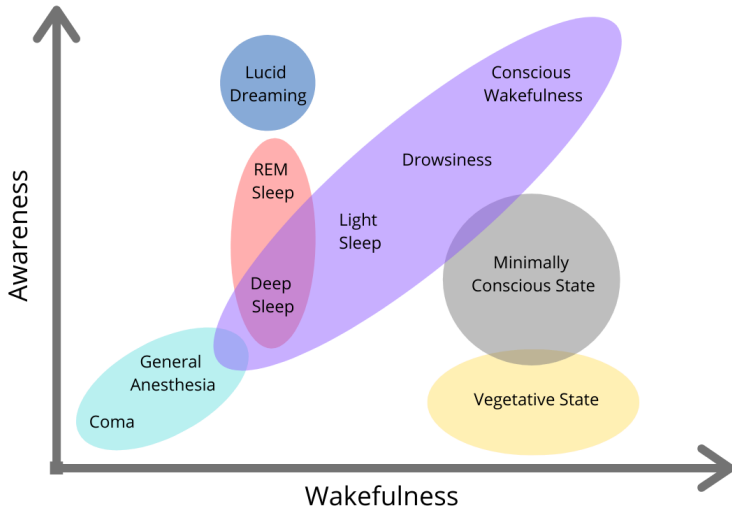 Lucid
Dreaming
Conscious
Wakefulness
REM
Sleep
Drowsiness
Light
Sleep
Minimally
Conscious State
Deep
Sleep
General
Anesthesia
Coma
Vegetative State
Awareness
Wakefulness